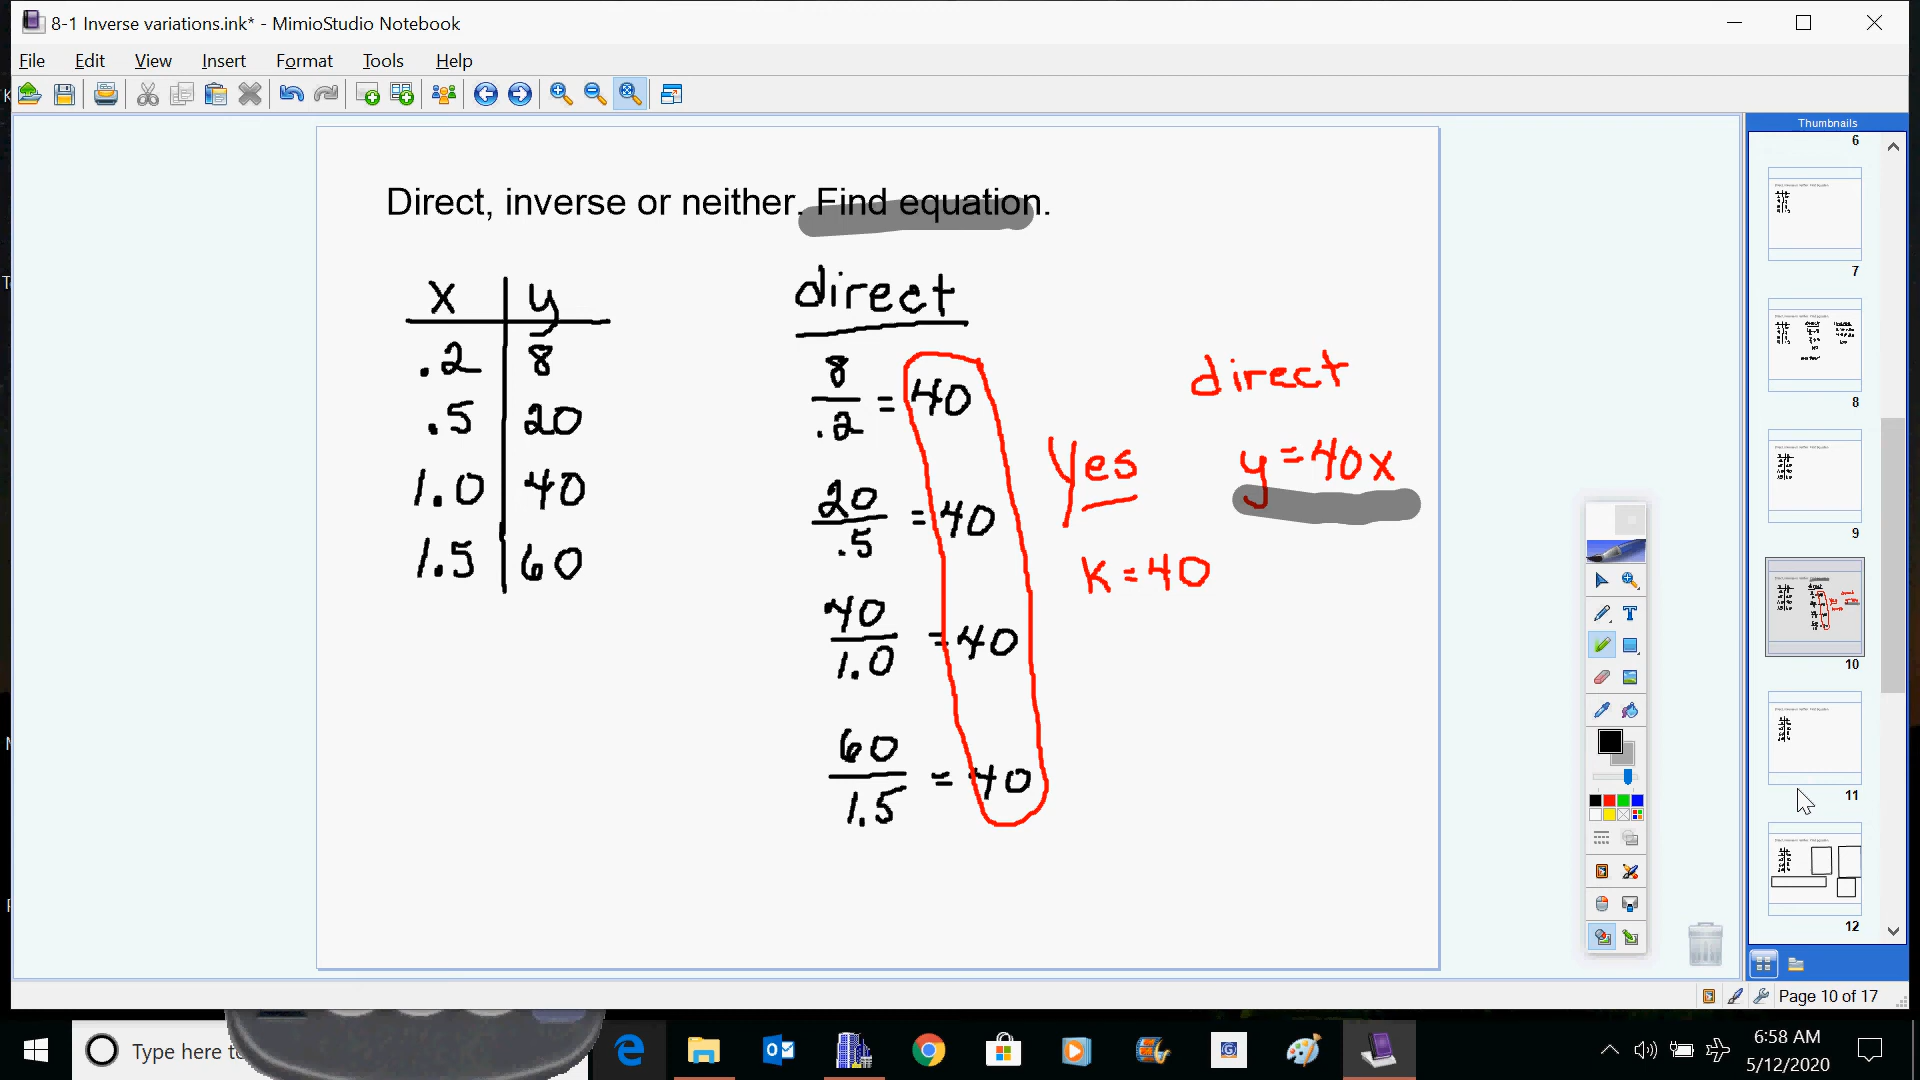 8-1 Inverse variations.ink* - MimioStudio Notebook
File Edit View Insert Format Tools Help
Thumbnails
6
7
8
9
10
11
12
Direct, inverse or neither. Find equation.
x y
.2 8
.5 20
1.0 40
1.5 60
direct
8/.2 = 40
20/.5 = 40
40/1.0 = 40
60/1.5 = 40
Yes
k=40
direct
y=40x
Page 10 of 17
Type here to
6:58 AM
5/12/2020